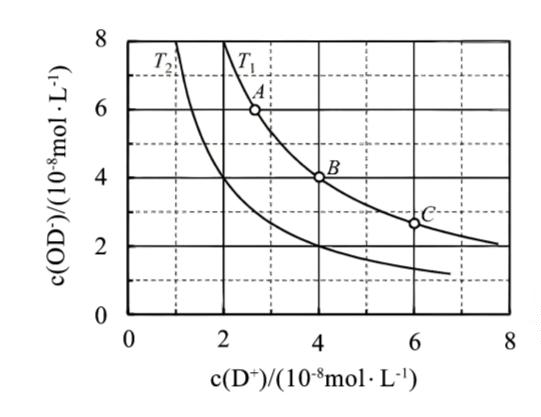 8
T₂
T₁
A
6
B
4
C
2
0
0
2
4
6
8
c(OD⁻)/(10⁻⁸mol·L⁻¹)
c(D⁺)/(10⁻⁸mol·L⁻¹)